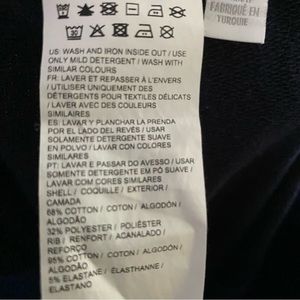 FABRIQUÉ EN
TURQUIE
US: WASH AND IRON INSIDE OUT / USE
ONLY MILD DETERGENT / WASH WITH
SIMILAR COLOURS
FR: LAVER ET REPASSER À L'ENVERS
/ UTILISER UNIQUEMENT DES
DÉTERGENTS POUR TEXTILES DÉLICATS
/ LAVER AVEC DES COULEURS
SIMILAIRES
ES: LAVAR Y PLANCHAR LA PRENDA
POR EL LADO DEL REVÉS / USAR
SOLAMENTE DETERGENTE SUAVE
EN POLVO / LAVAR CON COLORES
SIMILARES
PT: LAVAR E PASSAR DO AVESSO / USAR
SOMENTE DETERGENTE EM PÓ SUAVE /
LAVAR COM CORES SIMILARES
SHELL / COQUILLE / EXTERIOR /
CAMADA
68% COTTON / COTON / ALGODÓN /
ALGODÃO
32% POLYESTER / POLIÉSTER
RIB / RENFORT / ACANALADO /
REFORÇO
95% COTTON / COTON / ALGODÓN /
ALGODÃO
5% ELASTANE / ÉLASTHANNE /
ELASTANO